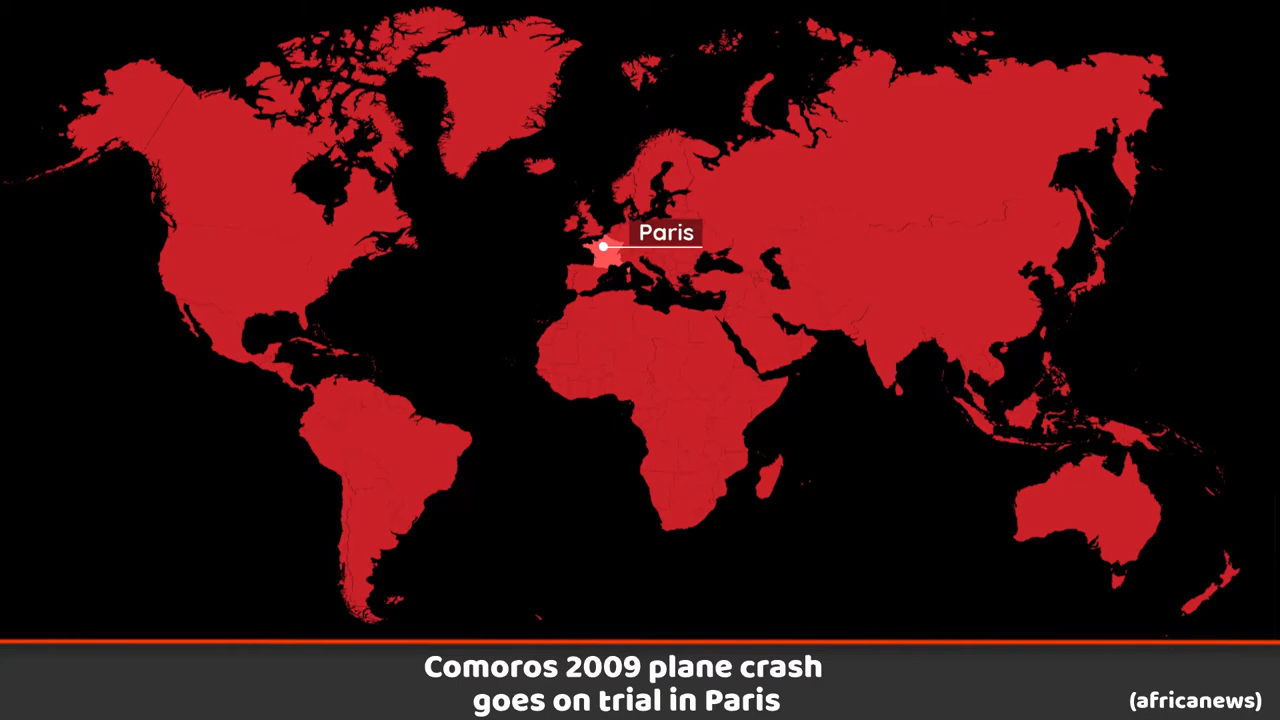 Paris
Comoros 2009 plane crash
goes on trial in Paris
(africanews)